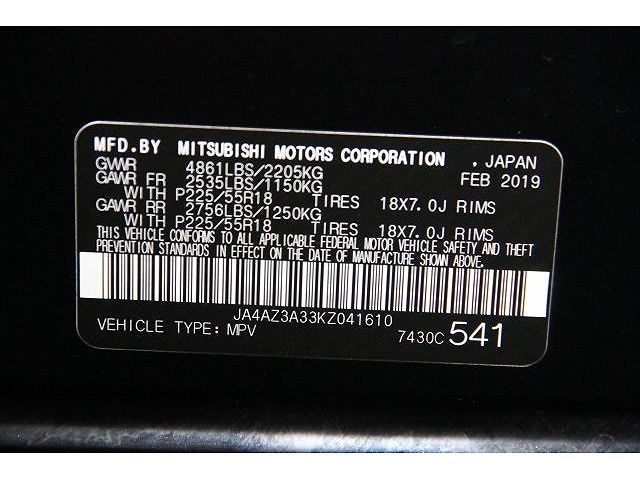 MFD.BY MITSUBISHI MOTORS CORPORATION . JAPAN
GVWR 4861LBS/2205KG FEB 2019
GAWR FR 2535LBS/1150KG
WITH P225/55R18 TIRES 18X7.0J RIMS
GAWR RR 2756LBS/1250KG
WITH P225/55R18 TIRES 18X7.0J RIMS
THIS VEHICLE CONFORMS TO ALL APPLICABLE FEDERAL MOTOR VEHICLE SAFETY AND THEFT
PREVENTION STANDARDS IN EFFECT ON THE DATE OF MANUFACTURE SHOWN ABOVE.
JA4AZ3A33KZ041610
VEHICLE TYPE: MPV 7430C 541